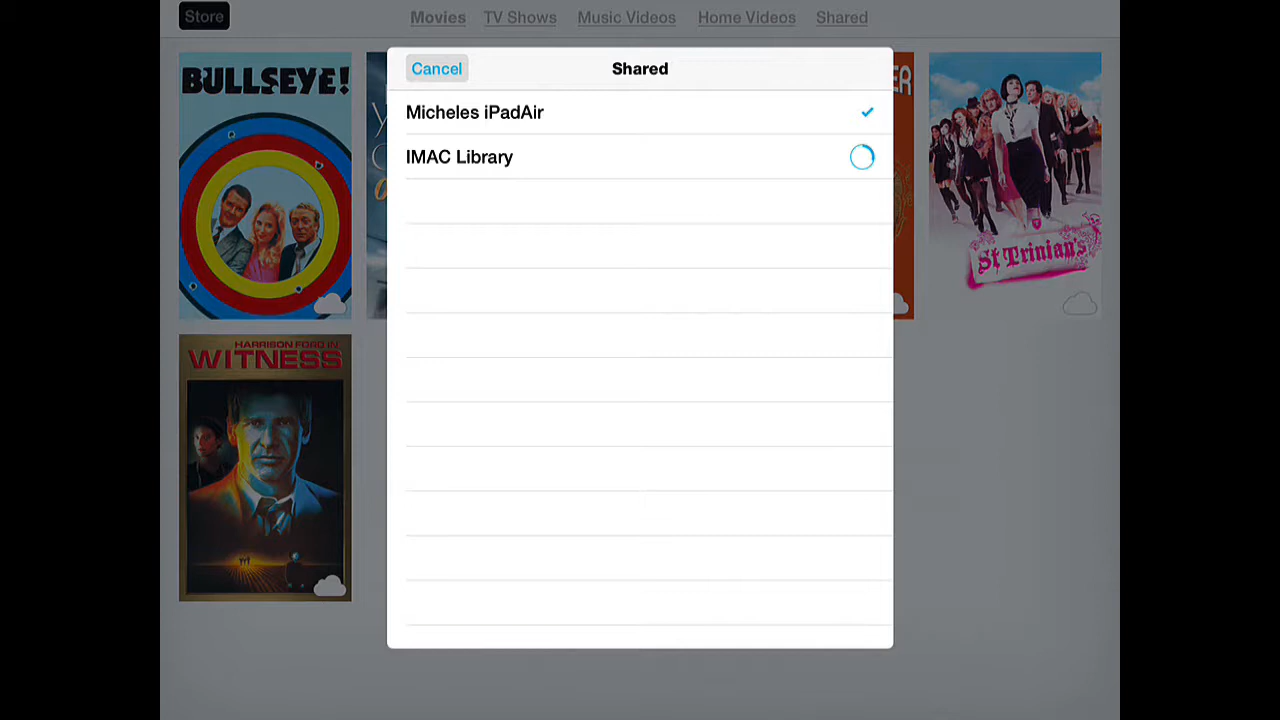 Store
Movies TV Shows Music Videos Home Videos Shared
Cancel Shared
Micheles iPadAir
IMAC Library
BULLSEYE!
ER
St Trinian's
HARRISON FORD IN
WITNESS